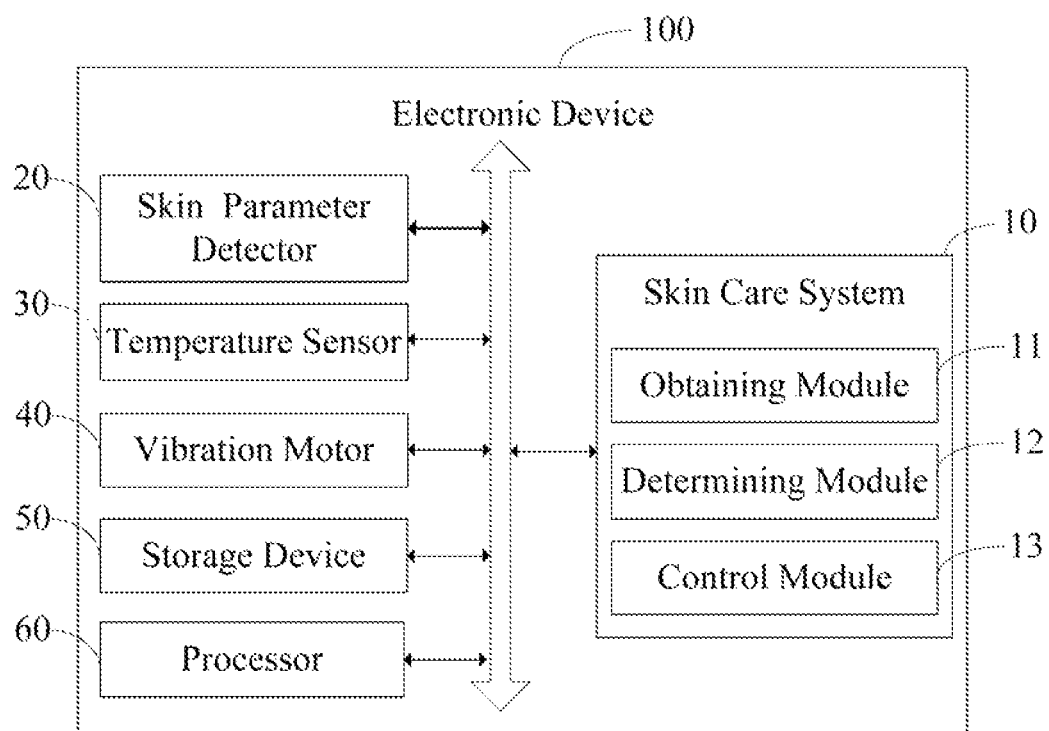 100
Electronic Device
20
Skin Parameter
Detector
30
Temperature Sensor
40
Vibration Motor
50
Storage Device
60
Processor
10
Skin Care System
11
Obtaining Module
12
Determining Module
13
Control Module